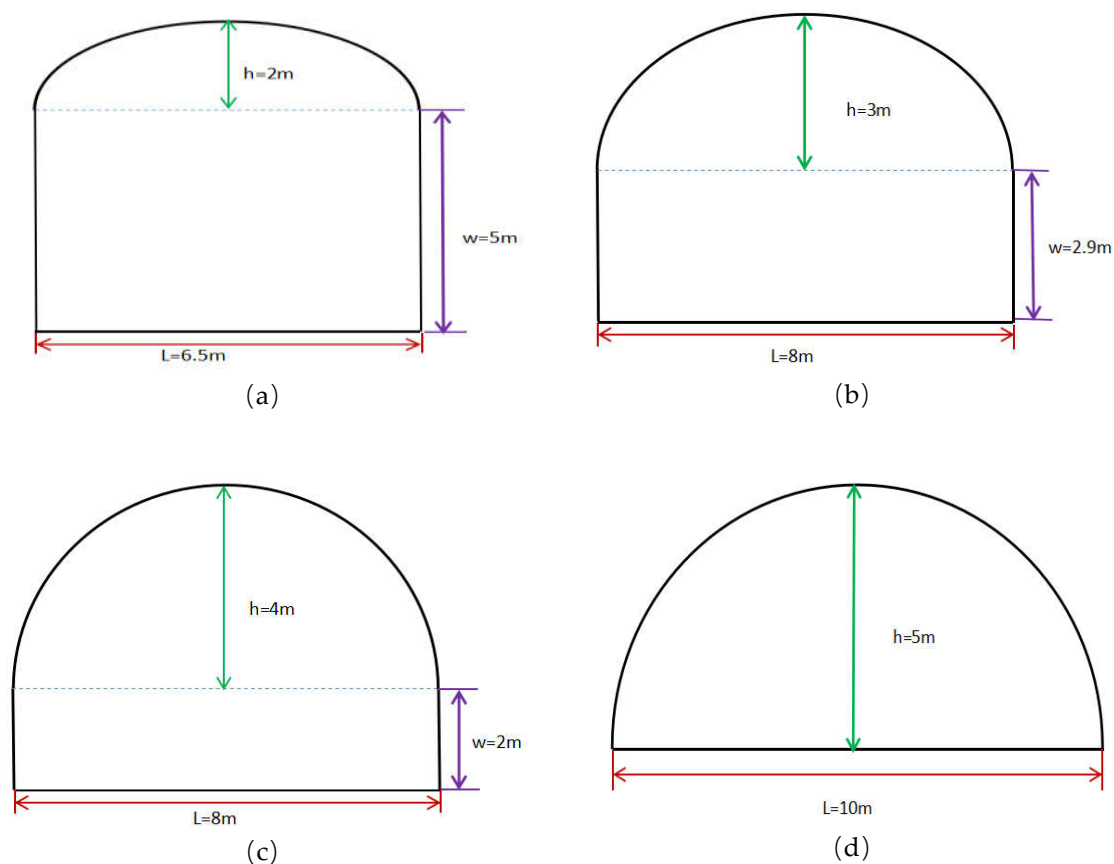 h=2m
w=5m
L=6.5m
(a)
h=3m
w=2.9m
L=8m
(b)
h=4m
w=2m
L=8m
(c)
h=5m
L=10m
(d)